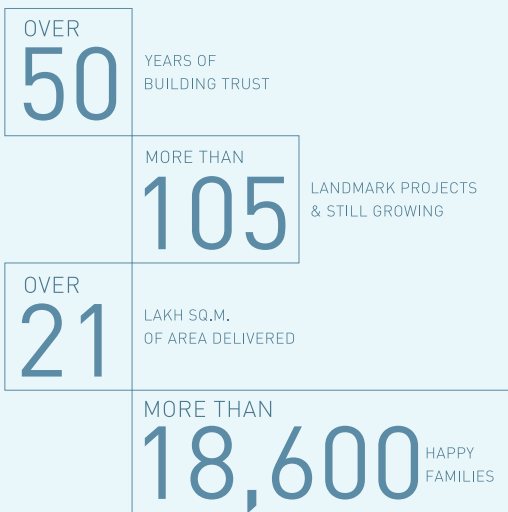 OVER
50
YEARS OF
BUILDING TRUST
MORE THAN
105
LANDMARK PROJECTS
& STILL GROWING
OVER
21
LAKH SQ.M.
OF AREA DELIVERED
MORE THAN
18,600
HAPPY
FAMILIES